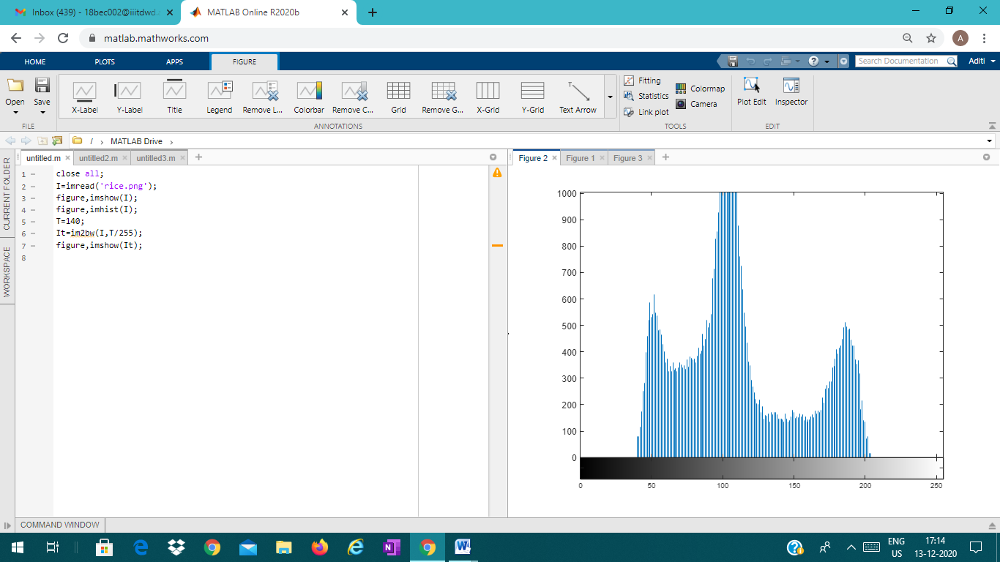 Inbox (439) - 18bec002@iiitdwd.
MATLAB Online R2020b
matlab.mathworks.com
A
HOME PLOTS APPS FIGURE
Search Documentation
Aditi
Open
Save
X-Label Y-Label Title Legend Remove L... Colorbar Remove C... Grid Remove G... X-Grid Y-Grid Text Arrow
Fitting
Statistics
Link plot
Colormap
Camera
Plot Edit
Inspector
FILE ANNOTATIONS TOOLS EDIT
/ › MATLAB Drive ›
CURRENT FOLDER
WORKSPACE
untitled.m untitled2.m untitled3.m
1 close all;
2 I=imread('rice.png');
3 figure,imshow(I);
4 figure,imhist(I);
5 T=140;
6 It=im2bw(I,T/255);
7 figure,imshow(It);
8
Figure 2 Figure 1 Figure 3
1000
900
800
700
600
500
400
300
200
100
0
0 50 100 150 200 250
COMMAND WINDOW
ENG
US
17:14
13-12-2020